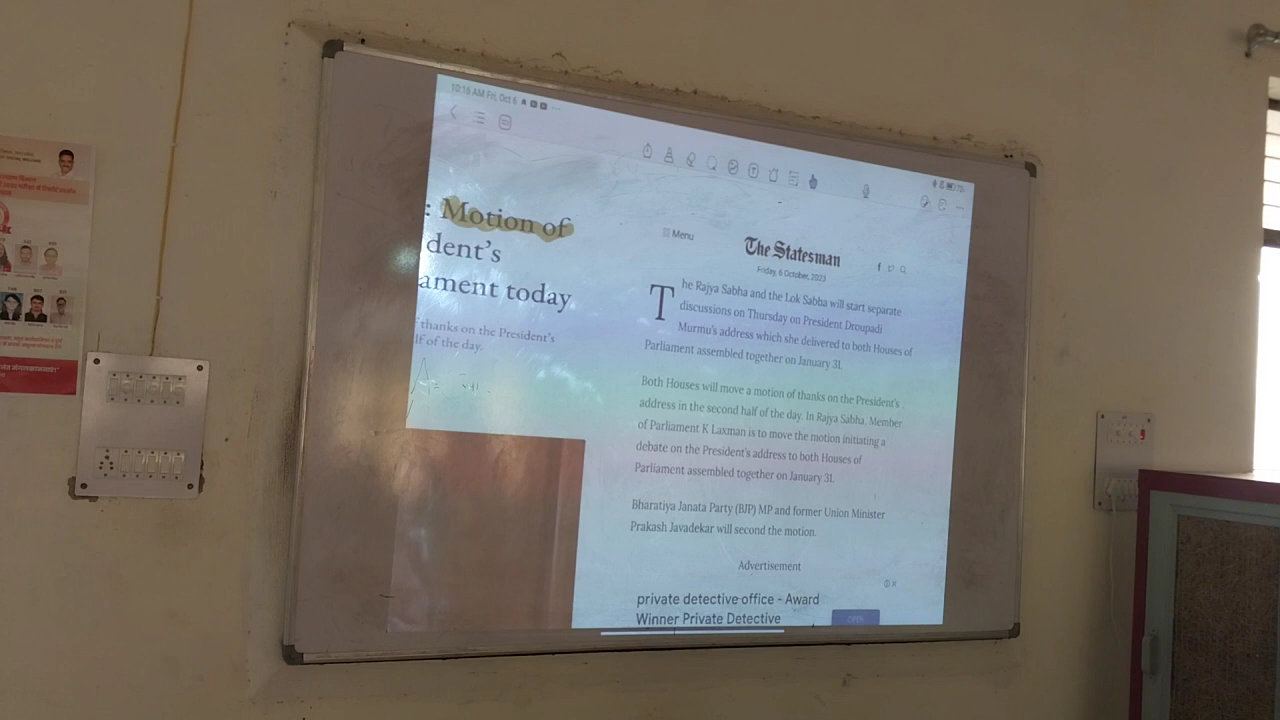 10:16 AM Fri, Oct 6
: Motion of
dent's
ament today
thanks on the President's
lf of the day.
Menu
The Statesman
Friday, 6 October, 2023
The Rajya Sabha and the Lok Sabha will start separate
discussions on Thursday on President Droupadi
Murmu's address which she delivered to both Houses of
Parliament assembled together on January 31.
Both Houses will move a motion of thanks on the President's
address in the second half of the day. In Rajya Sabha, Member
of Parliament K Laxman is to move the motion initiating a
debate on the President's address to both Houses of
Parliament assembled together on January 31.
Bharatiya Janata Party (BJP) MP and former Union Minister
Prakash Javadekar will second the motion.
Advertisement
private detective office - Award
Winner Private Detective
OPEN